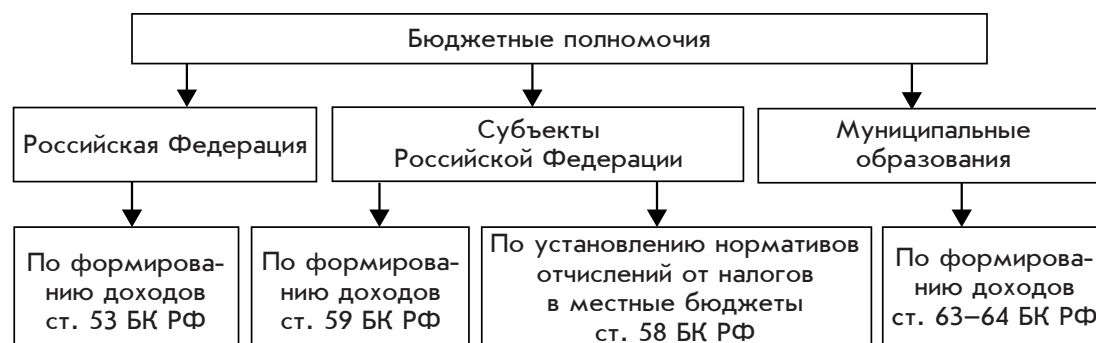 Бюджетные полномочия
Российская Федерация
Субъекты
Российской Федерации
Муниципальные
образования
По формирова-
нию доходов
ст. 53 БК РФ
По формирова-
нию доходов
ст. 59 БК РФ
По установлению нормативов
отчислений от налогов
в местные бюджеты
ст. 58 БК РФ
По формирова-
нию доходов
ст. 63–64 БК РФ